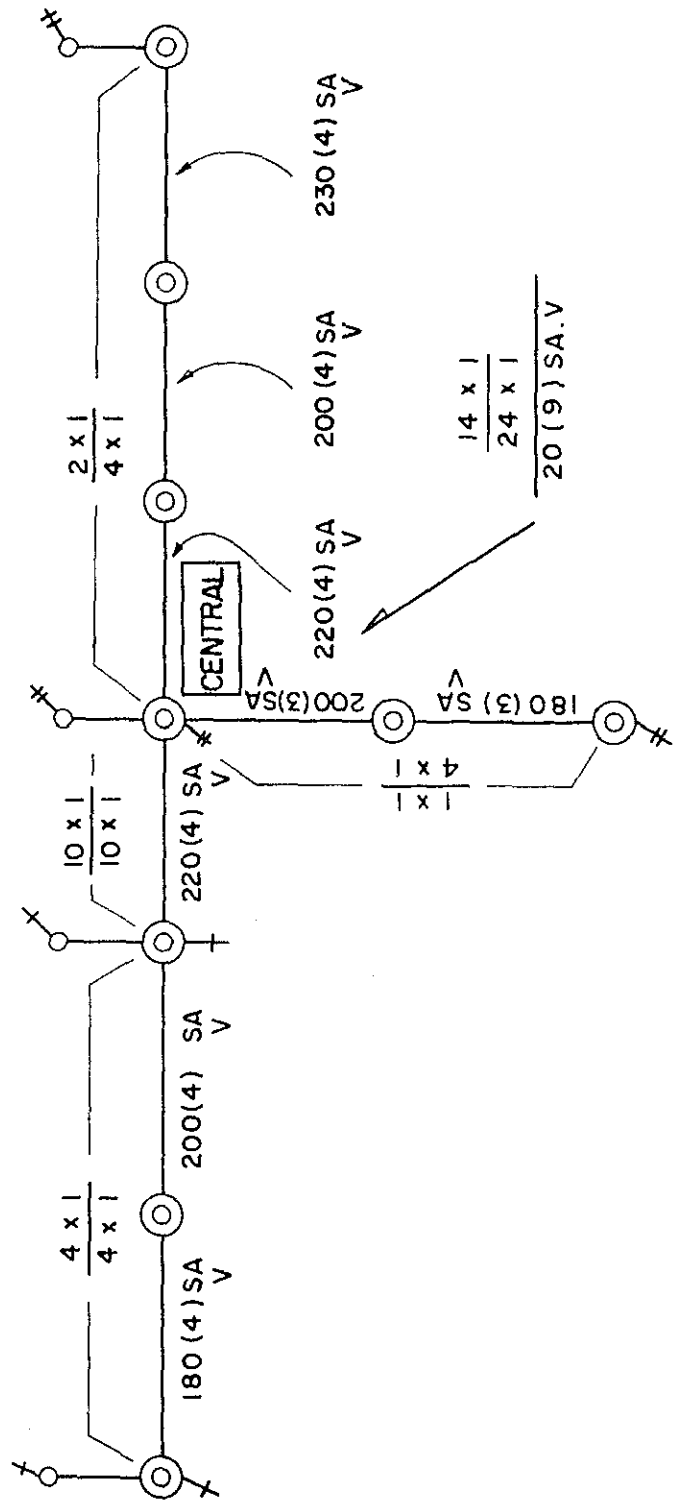 4 x 1
4 x 1
10 x 1
10 x 1
2 x 1
4 x 1
180 (4) SA
V
200(4) SA
V
220(4) SA
V
CENTRAL
220(4) SA
V
200 (4) SA
V
230 (4) SA
V
200(3)SA
V
180 (3) SA
V
1 x 1
4 x 1
14 x 1
24 x 1
20 (9) SA.V